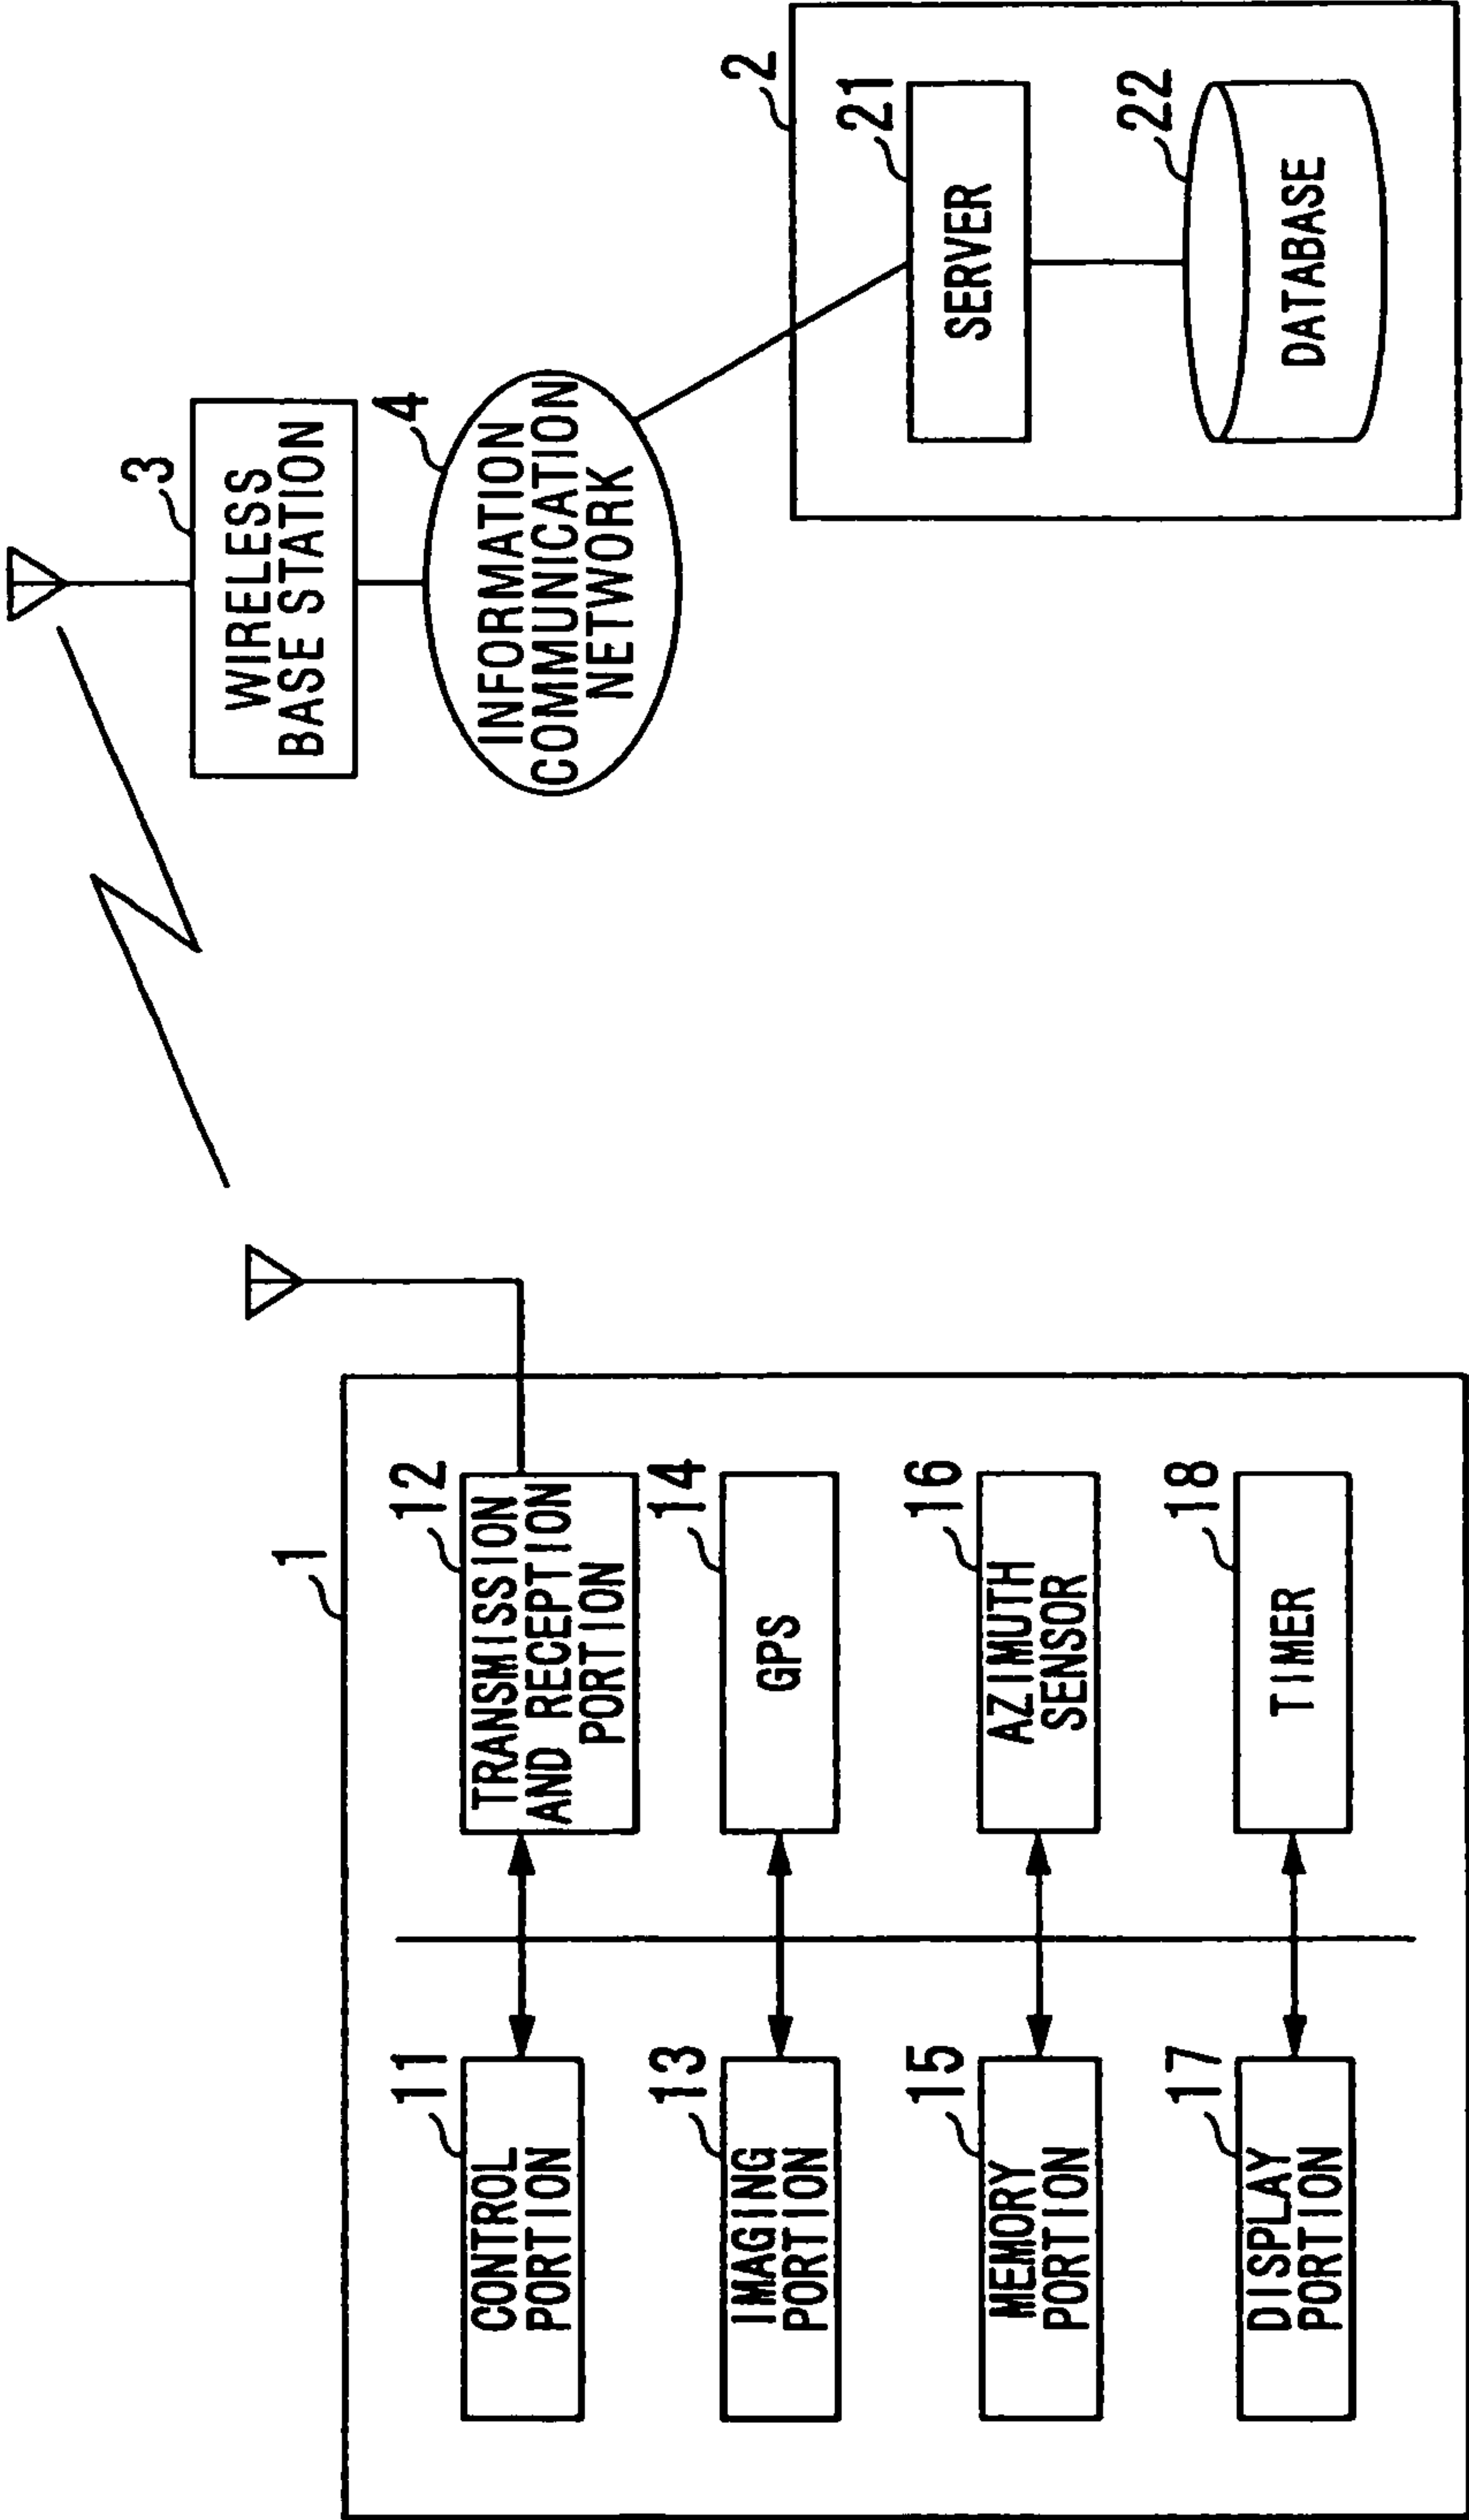 1
11
CONTROL
PORTION
12
TRANSMISSION
AND RECEPTION
PORTION
13
IMAGING
PORTION
14
GPS
15
MEMORY
PORTION
16
AZIMUTH
SENSOR
17
DISPLAY
PORTION
18
TIMER
3
WIRELESS
BASE STATION
4
INFORMATION
COMMUNICATION
NETWORK
2
21
SERVER
22
DATABASE